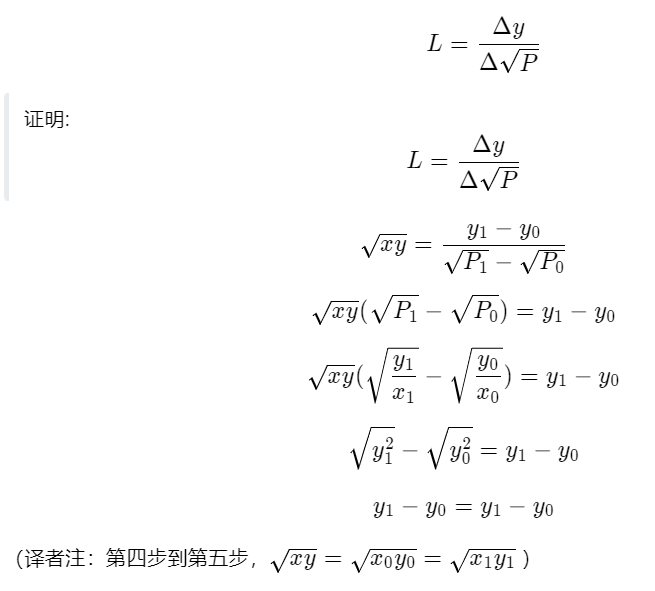 $L = \frac{\Delta y}{\Delta \sqrt{P}}$
证明:
$L = \frac{\Delta y}{\Delta \sqrt{P}}$
$\sqrt{xy} = \frac{y_1 - y_0}{\sqrt{P_1} - \sqrt{P_0}}$
$\sqrt{xy}(\sqrt{P_1} - \sqrt{P_0}) = y_1 - y_0$
$\sqrt{xy}(\sqrt{\frac{y_1}{x_1}} - \sqrt{\frac{y_0}{x_0}}) = y_1 - y_0$
$\sqrt{y_1^2} - \sqrt{y_0^2} = y_1 - y_0$
$y_1 - y_0 = y_1 - y_0$
(译者注：第四步到第五步，$\sqrt{xy} = \sqrt{x_0 y_0} = \sqrt{x_1 y_1}$ )